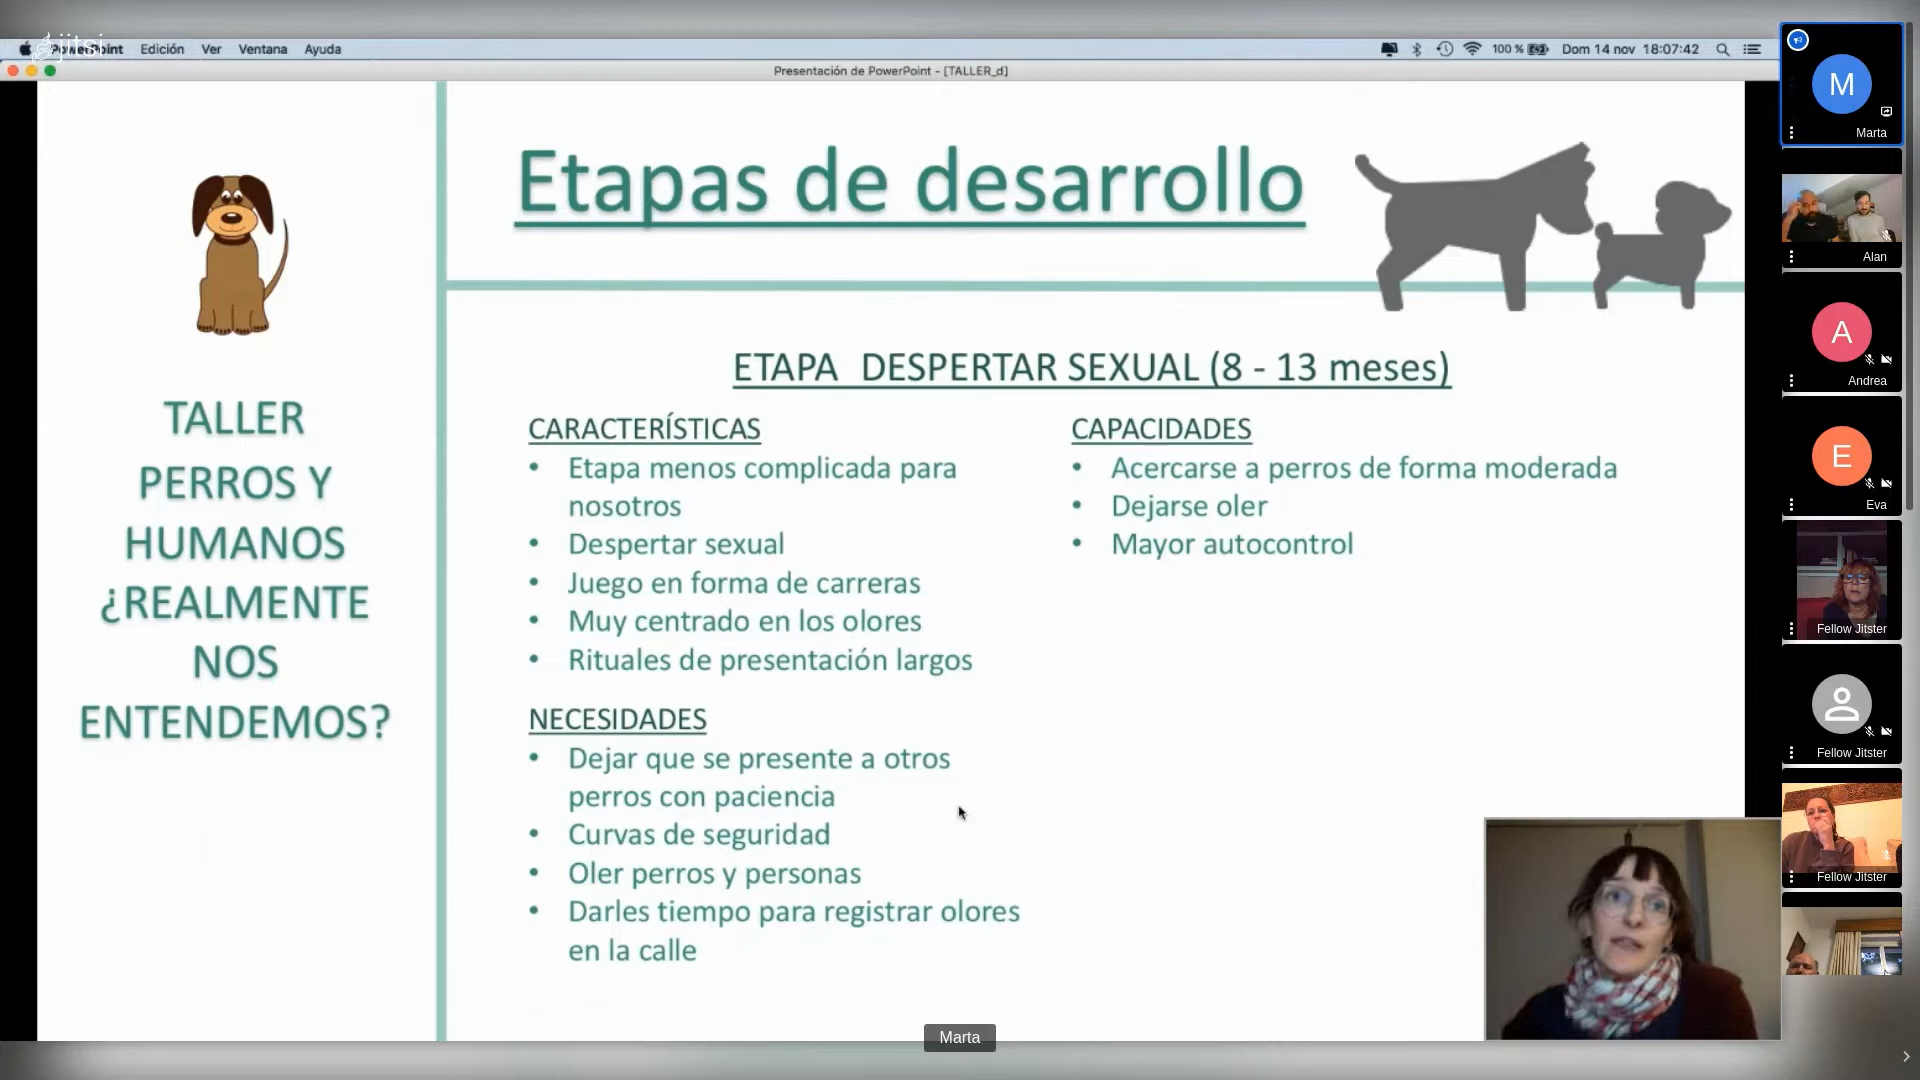 jitsi
PowerPoint Edición Ver Ventana Ayuda
100 % Dom 14 nov 18:07:42
Presentación de PowerPoint - [TALLER_d]
TALLER
PERROS Y
HUMANOS
¿REALMENTE
NOS
ENTENDEMOS?
Etapas de desarrollo
ETAPA DESPERTAR SEXUAL (8 - 13 meses)
CARACTERÍSTICAS
• Etapa menos complicada para
nosotros
• Despertar sexual
• Juego en forma de carreras
• Muy centrado en los olores
• Rituales de presentación largos
NECESIDADES
• Dejar que se presente a otros
perros con paciencia
• Curvas de seguridad
• Oler perros y personas
• Darles tiempo para registrar olores
en la calle
CAPACIDADES
• Acercarse a perros de forma moderada
• Dejarse oler
• Mayor autocontrol
Marta
M
Marta
Alan
A
Andrea
E
Eva
Fellow Jitster
Fellow Jitster
Fellow Jitster